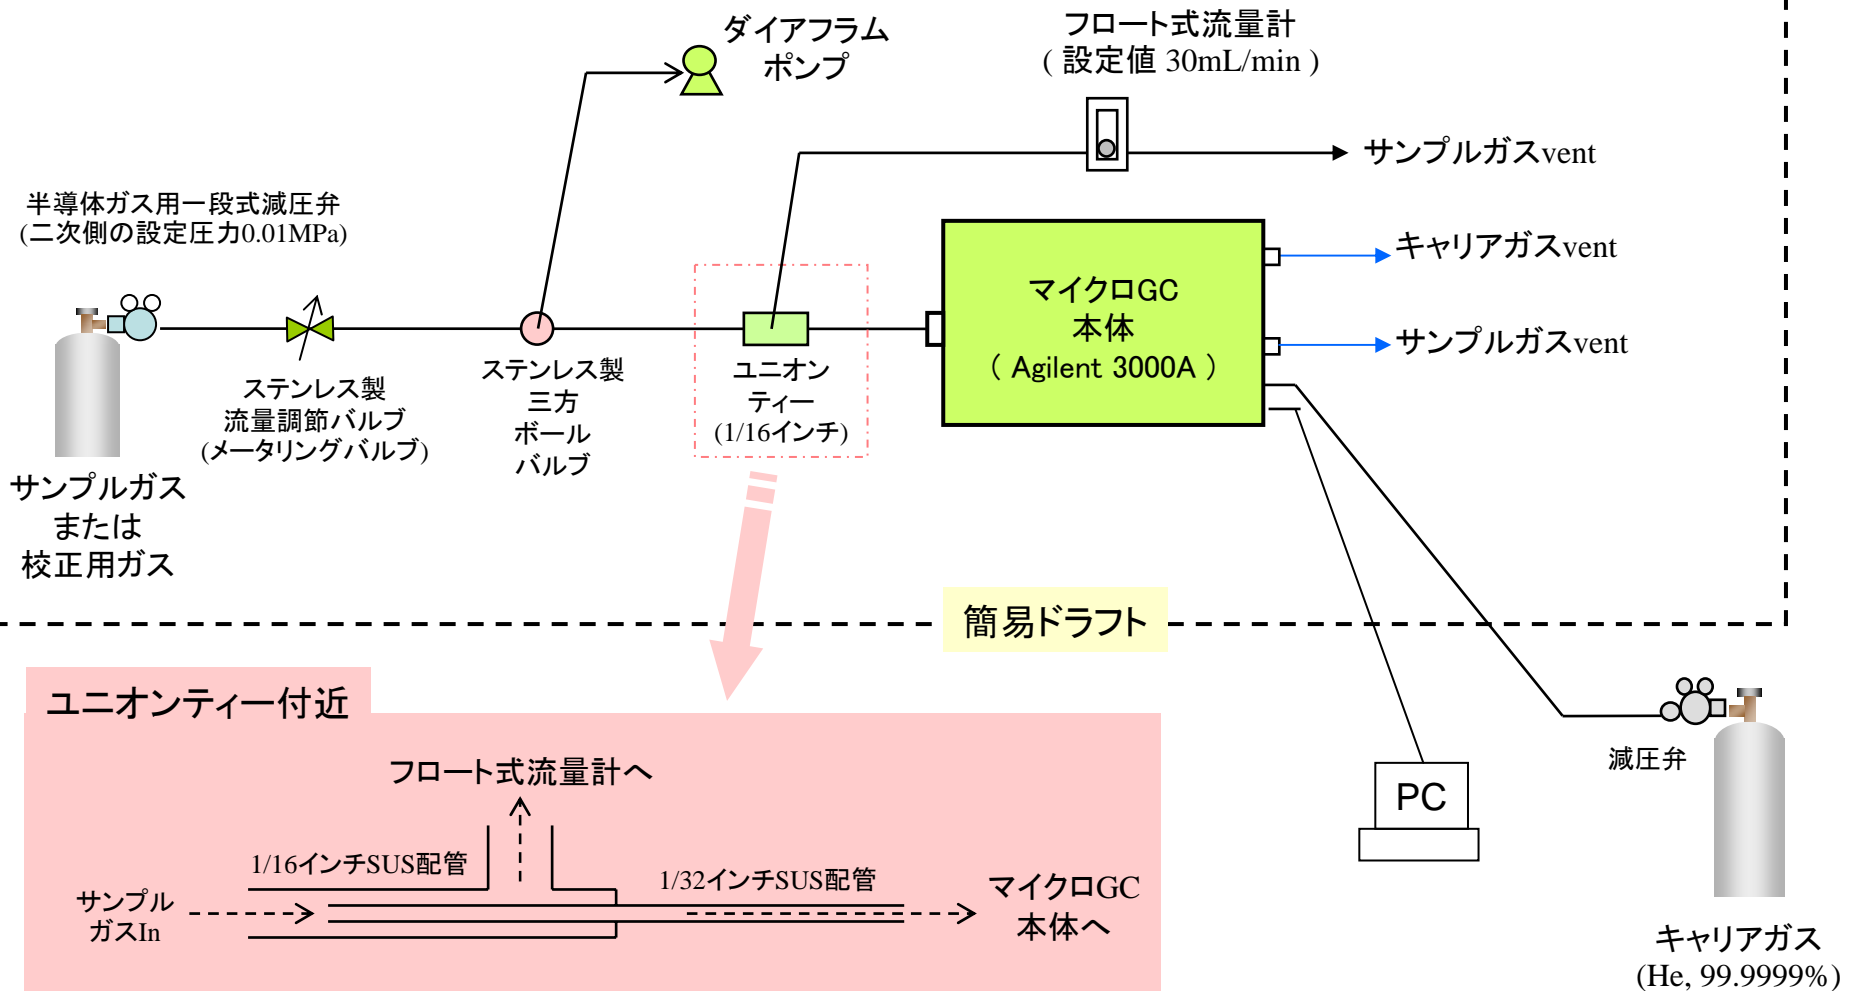 ダイアフラム
ポンプ
フロート式流量計
( 設定値 30mL/min )
サンプルガスvent
半導体ガス用一段式減圧弁
(二次側の設定圧力0.01MPa)
キャリアガスvent
マイクロGC
本体
( Agilent 3000A )
サンプルガスvent
ステンレス製
流量調節バルブ
(メータリングバルブ)
ステンレス製
三方
ボール
バルブ
ユニオン
ティー
(1/16インチ)
サンプルガス
または
校正用ガス
簡易ドラフト
ユニオンティー付近
フロート式流量計へ
1/16インチSUS配管
1/32インチSUS配管
サンプル
ガスIn
マイクロGC
本体へ
PC
減圧弁
キャリアガス
(He, 99.9999%)